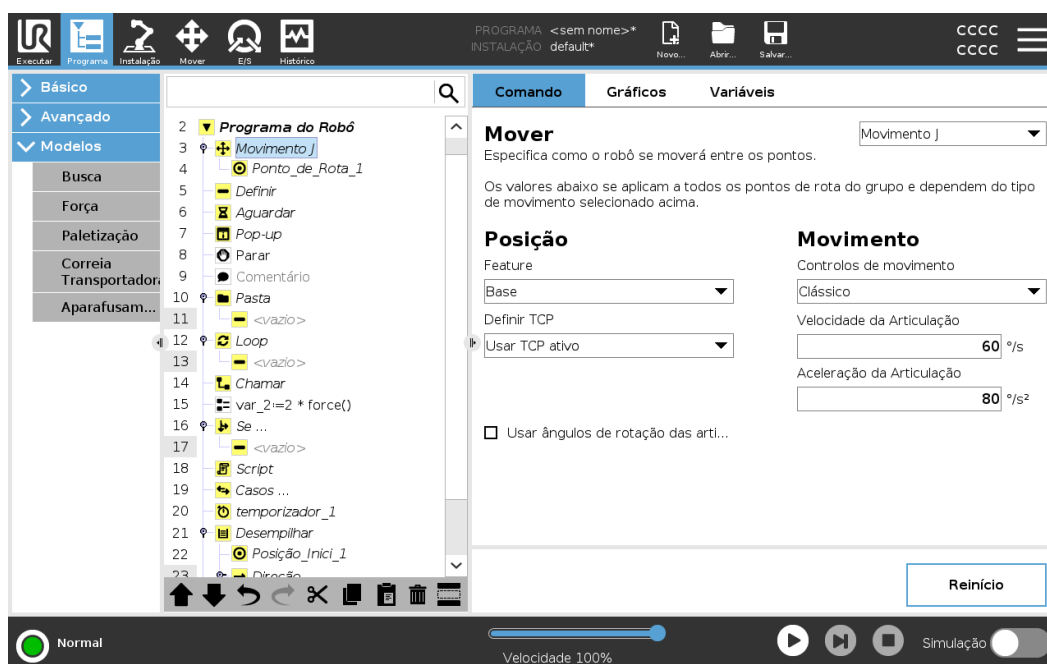 Executar
Programa
Instalação
Mover
E/S
Histórico
PROGRAMA <sem nome>*
INSTALAÇÃO default*
Novo...
Abrir...
Salvar...
cccc
cccc
Básico
Avançado
Modelos
Busca
Força
Paletização
Correia
Transportadora
Aparafusam...
2 Programa do Robô
3 Movimento J
4 Ponto_de_Rota_1
5 Definir
6 Aguardar
7 Pop-up
8 Parar
9 Comentário
10 Pasta
11 <vazio>
12 Loop
13 <vazio>
14 Chamar
15 var_2:=2 * force()
16 Se ...
17 <vazio>
18 Script
19 Casos ...
20 temporizador_1
21 Desempilhar
22 Posição_Inici_1
23 Direção
Comando
Gráficos
Variáveis
Mover
Movimento J
Especifica como o robô se moverá entre os pontos.
Os valores abaixo se aplicam a todos os pontos de rota do grupo e dependem do tipo
de movimento selecionado acima.
Posição
Feature
Base
Definir TCP
Usar TCP ativo
Usar ângulos de rotação das arti...
Movimento
Controlos de movimento
Clássico
Velocidade da Articulação
60 °/s
Aceleração da Articulação
80 °/s²
Reinício
Normal
Velocidade 100%
Simulação